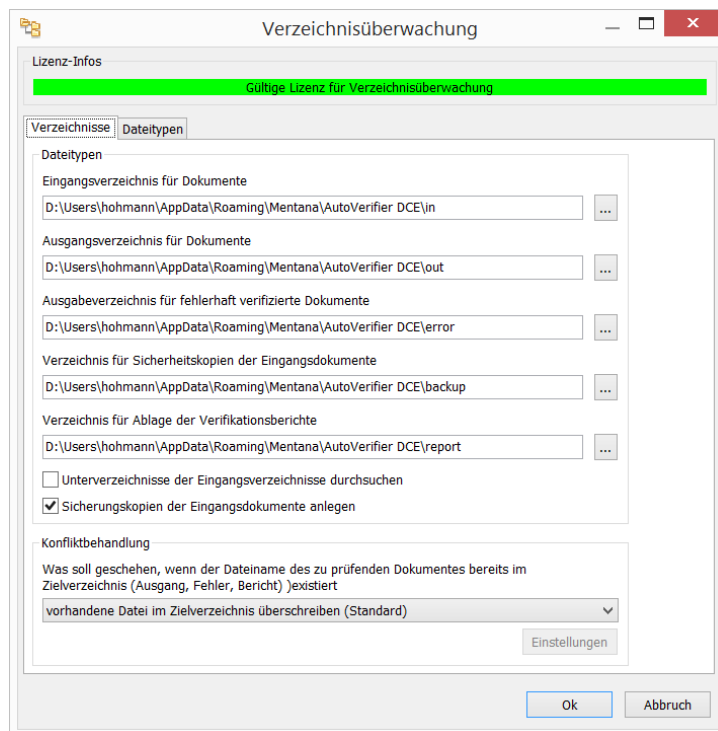 Verzeichnisüberwachung
Lizenz-Infos
Gültige Lizenz für Verzeichnisüberwachung
Verzeichnisse Dateitypen
Dateitypen
Eingangsverzeichnis für Dokumente
D:\Users\hohmann\AppData\Roaming\Mentana\AutoVerifier DCE\in ...
Ausgangsverzeichnis für Dokumente
D:\Users\hohmann\AppData\Roaming\Mentana\AutoVerifier DCE\out ...
Ausgabeverzeichnis für fehlerhaft verifizierte Dokumente
D:\Users\hohmann\AppData\Roaming\Mentana\AutoVerifier DCE\error ...
Verzeichnis für Sicherheitskopien der Eingangsdokumente
D:\Users\hohmann\AppData\Roaming\Mentana\AutoVerifier DCE\backup ...
Verzeichnis für Ablage der Verifikationsberichte
D:\Users\hohmann\AppData\Roaming\Mentana\AutoVerifier DCE\report ...
Unterverzeichnisse der Eingangsverzeichnisse durchsuchen
Sicherungskopien der Eingangsdokumente anlegen
Konfliktbehandlung
Was soll geschehen, wenn der Dateiname des zu prüfenden Dokumentes bereits im
Zielverzeichnis (Ausgang, Fehler, Bericht) )existiert
vorhandene Datei im Zielverzeichnis überschreiben (Standard)
Einstellungen
Ok Abbruch